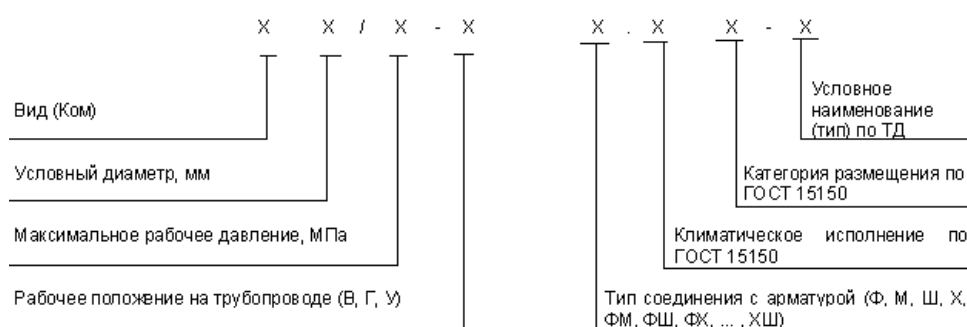 X X / X - X X . X X - X
Условное
наименование
(тип) по ТД
Вид (Ком)
Условный диаметр, мм
Категория размещения по
ГОСТ 15150
Максимальное рабочее давление, МПа
Климатическое исполнение по
ГОСТ 15150
Рабочее положение на трубопроводе (В, Г, У)
Тип соединения с арматурой (Ф, М, Ш, Х,
ФМ, ФШ, ФХ, ... , ХШ)